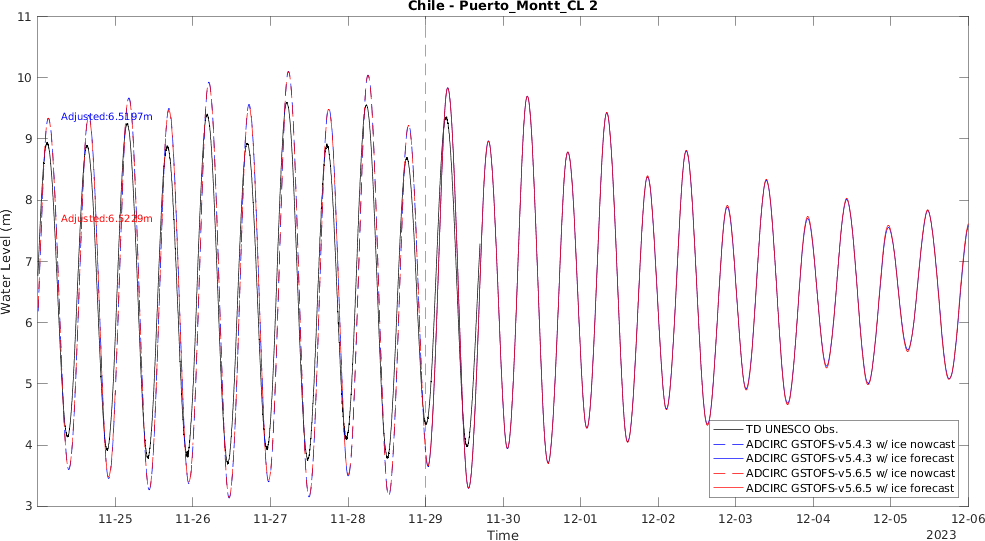 Chile - Puerto_Montt_CL 2
11
10
9
8
7
6
5
4
3
Water Level (m)
Adjusted:6.5197m
Adjusted:6.5229m
TD UNESCO Obs.
ADCIRC GSTOFS-v5.4.3 w/ ice nowcast
ADCIRC GSTOFS-v5.4.3 w/ ice forecast
ADCIRC GSTOFS-v5.6.5 w/ ice nowcast
ADCIRC GSTOFS-v5.6.5 w/ ice forecast
11-25 11-26 11-27 11-28 11-29 11-30 12-01 12-02 12-03 12-04 12-05 12-06
Time
2023